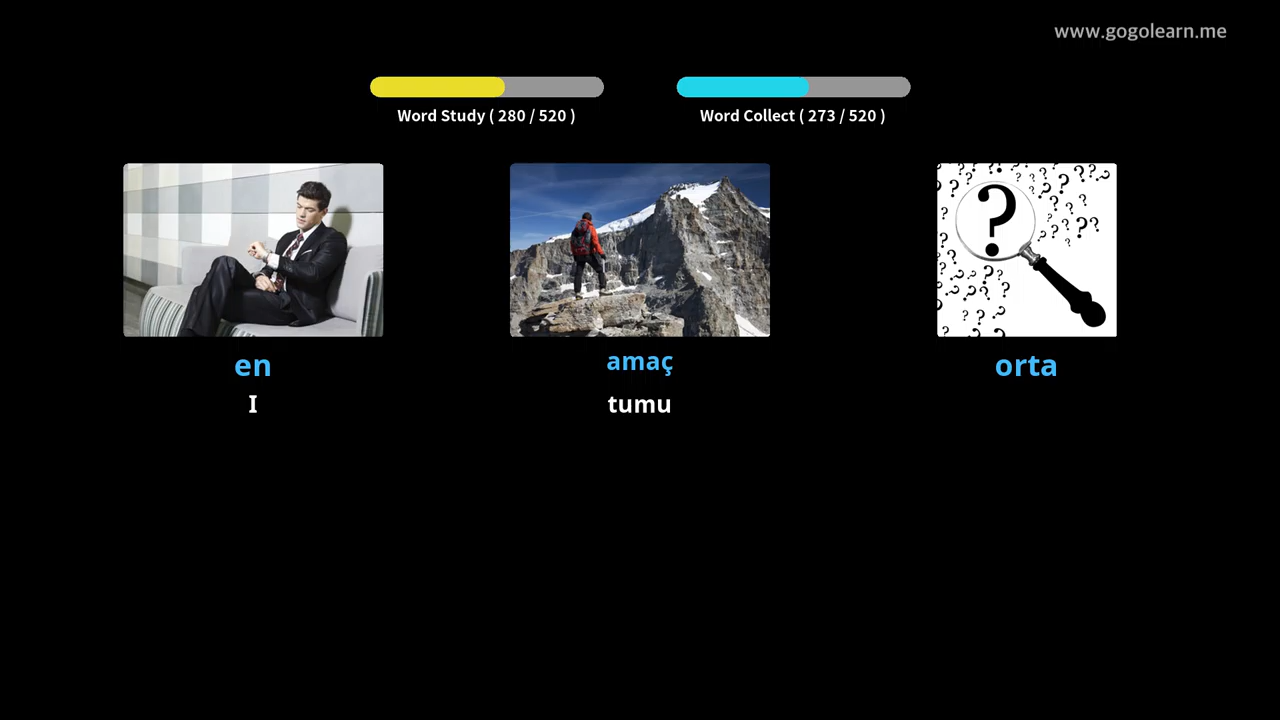 www.gogolearn.me
Word Study ( 280 / 520 )
Word Collect ( 273 / 520 )
en
amaç
orta
I
tumu